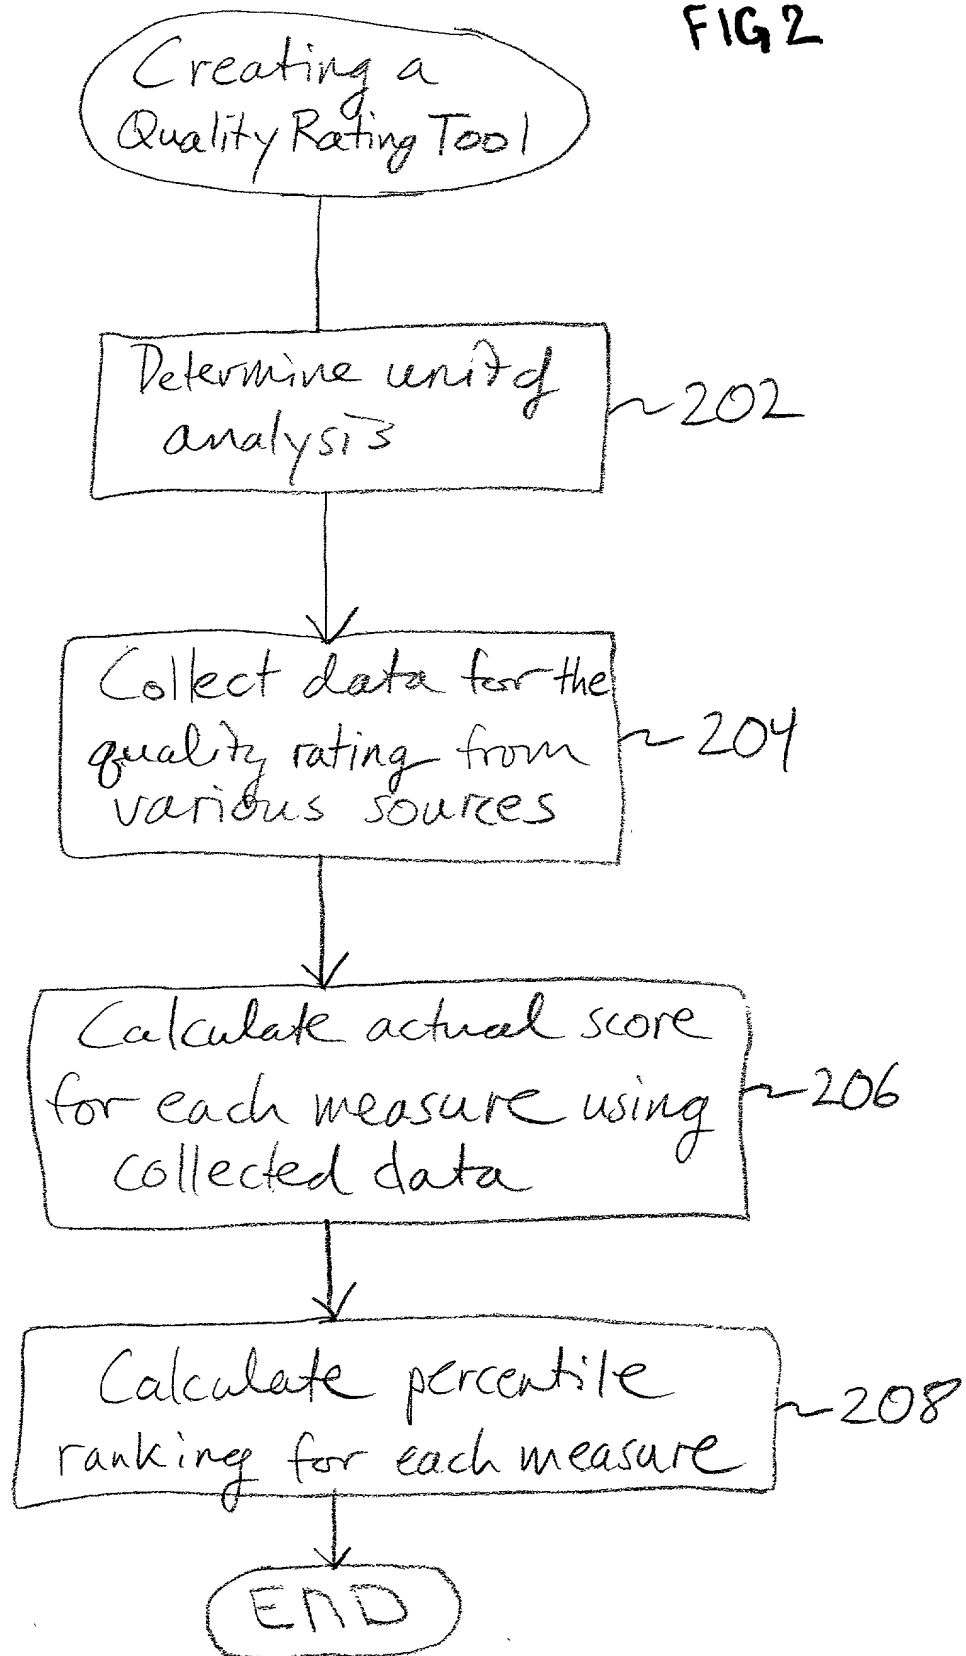 FIG 2
Creating a
Quality Rating Tool
Determine unit of
analysis
202
Collect data for the
quality rating from
various sources
204
Calculate actual score
for each measure using
collected data
206
Calculate percentile
ranking for each measure
208
END